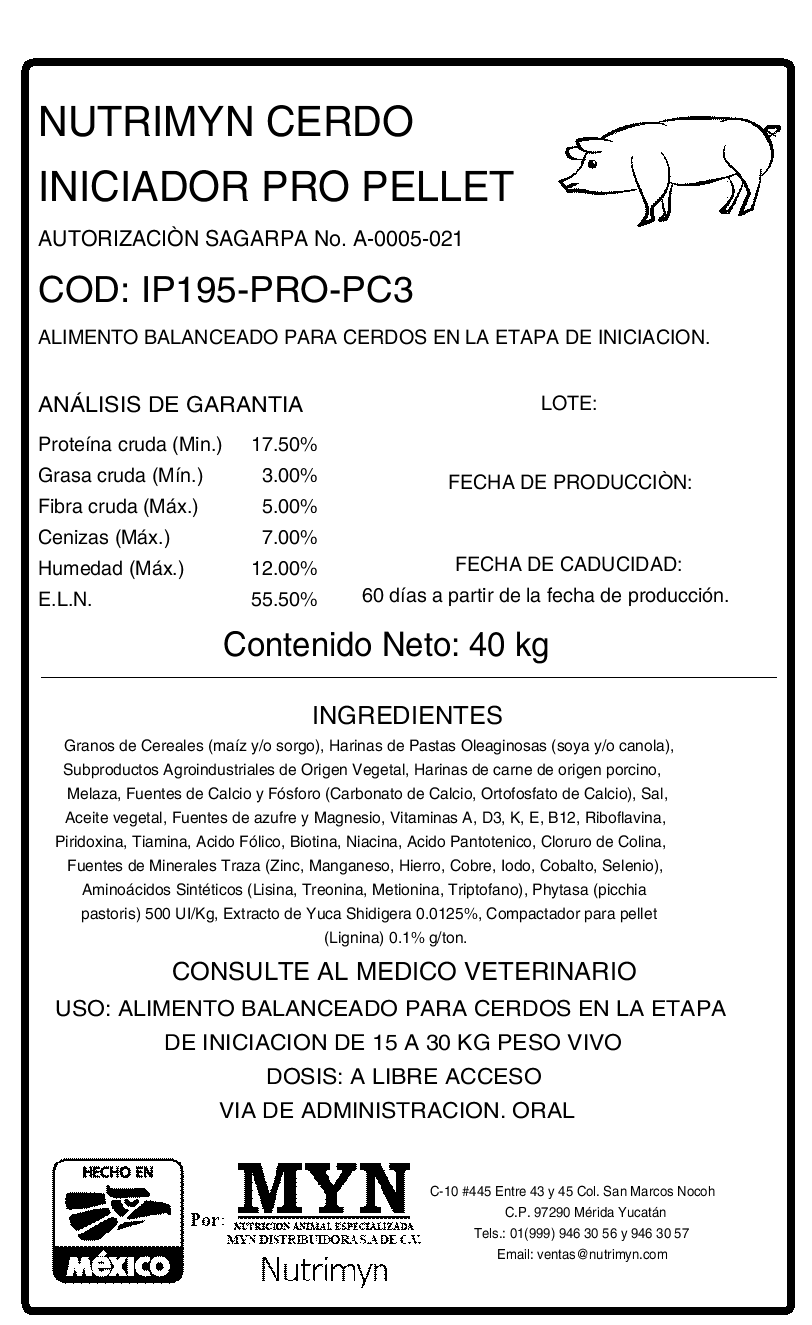 NUTRIMYN CERDO
INICIADOR PRO PELLET
AUTORIZACIÒN SAGARPA No. A-0005-021
COD: IP195-PRO-PC3
ALIMENTO BALANCEADO PARA CERDOS EN LA ETAPA DE INICIACION.
ANÁLISIS DE GARANTIA
Proteína cruda (Min.) 17.50%
Grasa cruda (Mín.) 3.00%
Fibra cruda (Máx.) 5.00%
Cenizas (Máx.) 7.00%
Humedad (Máx.) 12.00%
E.L.N. 55.50%
LOTE:
FECHA DE PRODUCCIÒN:
FECHA DE CADUCIDAD:
60 días a partir de la fecha de producción.
Contenido Neto: 40 kg
INGREDIENTES
Granos de Cereales (maíz y/o sorgo), Harinas de Pastas Oleaginosas (soya y/o canola),
Subproductos Agroindustriales de Origen Vegetal, Harinas de carne de origen porcino,
Melaza, Fuentes de Calcio y Fósforo (Carbonato de Calcio, Ortofosfato de Calcio), Sal,
Aceite vegetal, Fuentes de azufre y Magnesio, Vitaminas A, D3, K, E, B12, Riboflavina,
Piridoxina, Tiamina, Acido Fólico, Biotina, Niacina, Acido Pantotenico, Cloruro de Colina,
Fuentes de Minerales Traza (Zinc, Manganeso, Hierro, Cobre, Iodo, Cobalto, Selenio),
Aminoácidos Sintéticos (Lisina, Treonina, Metionina, Triptofano), Phytasa (picchia
pastoris) 500 UI/Kg, Extracto de Yuca Shidigera 0.0125%, Compactador para pellet
(Lignina) 0.1% g/ton.
CONSULTE AL MEDICO VETERINARIO
USO: ALIMENTO BALANCEADO PARA CERDOS EN LA ETAPA
DE INICIACION DE 15 A 30 KG PESO VIVO
DOSIS: A LIBRE ACCESO
VIA DE ADMINISTRACION. ORAL
HECHO EN
MéXICO
Por:
MYN
NUTRICION ANIMAL ESPECIALIZADA
MYN DISTRIBUIDORA S.A DE C.V.
Nutrimyn
C-10 #445 Entre 43 y 45 Col. San Marcos Nocoh
C.P. 97290 Mérida Yucatán
Tels.: 01(999) 946 30 56 y 946 30 57
Email: ventas@nutrimyn.com